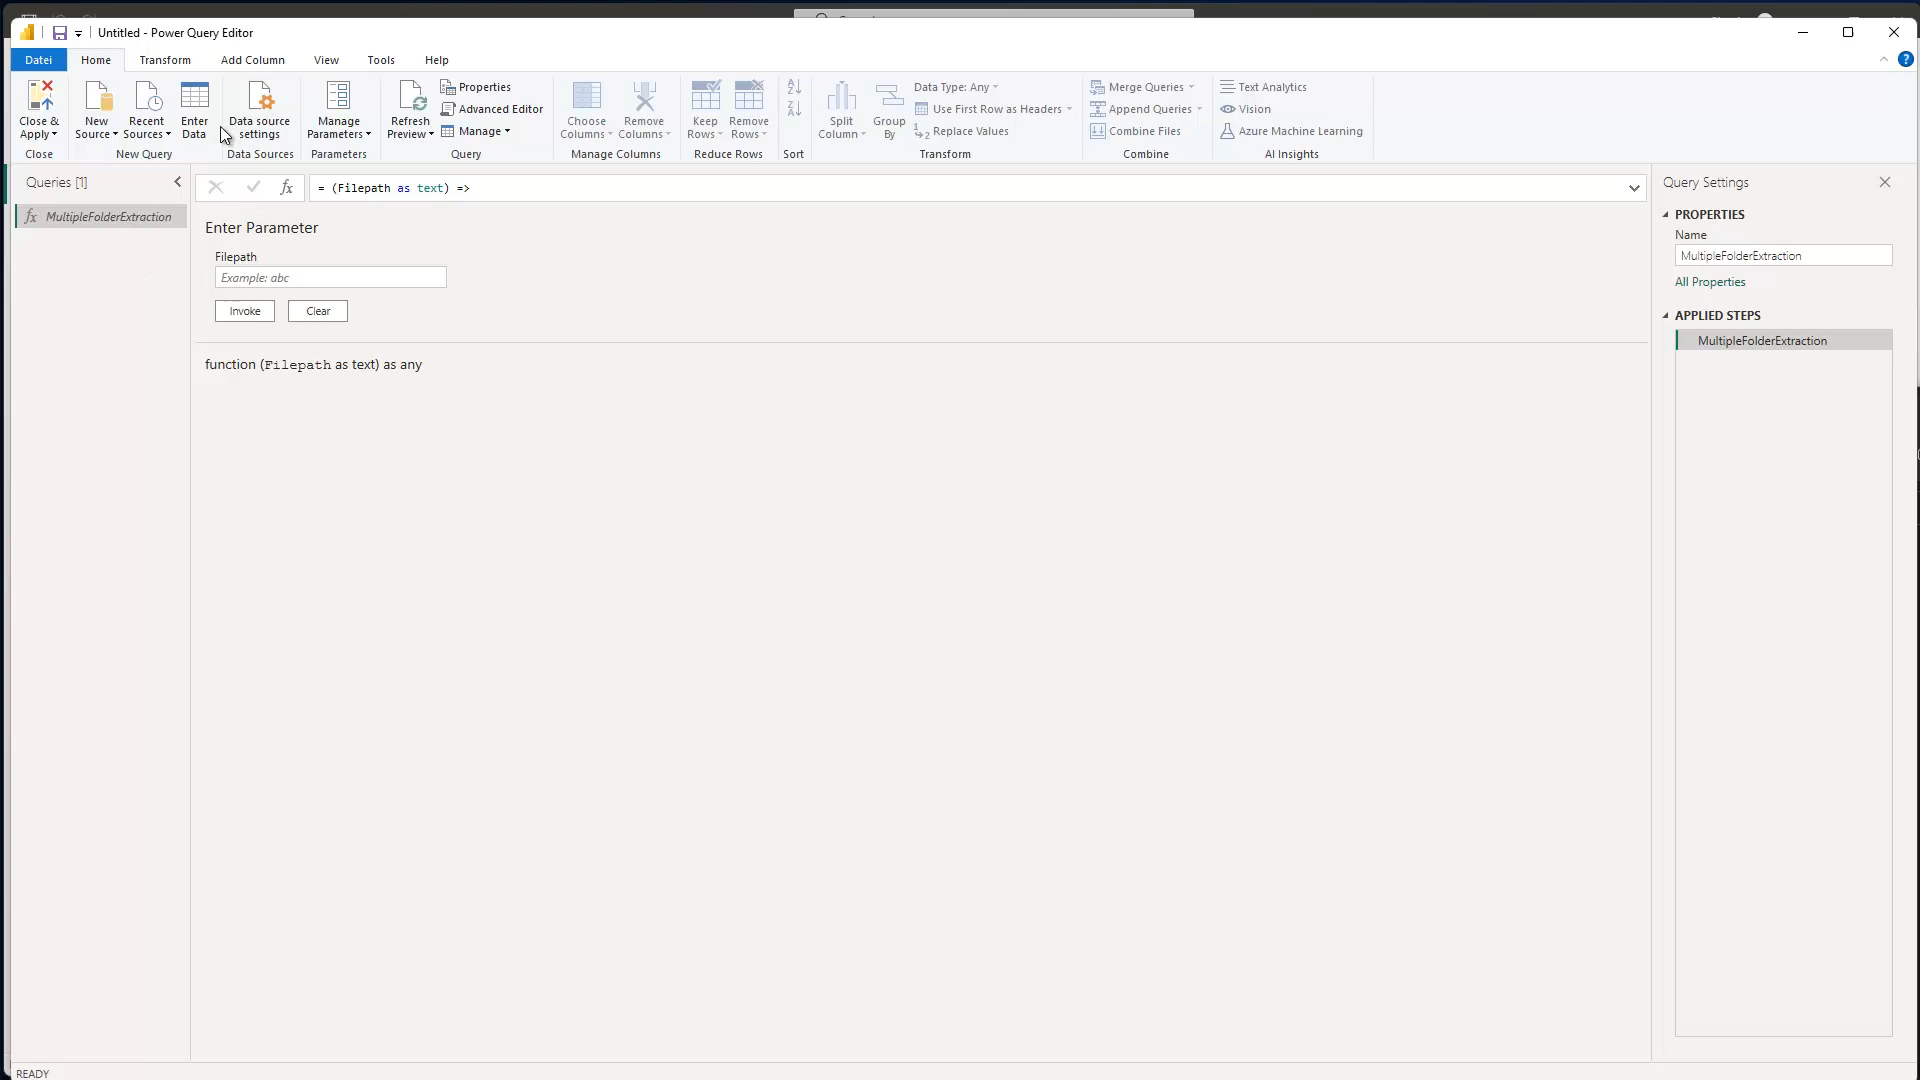 Untitled - Power Query Editor
Datei Home Transform Add Column View Tools Help
Close & Apply
Close
New Source
Recent Sources
Enter Data
New Query
Data source settings
Data Sources
Manage Parameters
Parameters
Refresh Preview
Properties
Advanced Editor
Manage
Query
Choose Columns
Remove Columns
Manage Columns
Keep Rows
Remove Rows
Reduce Rows
Sort
Split Column
Group By
Data Type: Any
Use First Row as Headers
Replace Values
Transform
Merge Queries
Append Queries
Combine Files
Combine
Text Analytics
Vision
Azure Machine Learning
AI Insights
Queries [1]
fx MultipleFolderExtraction
fx = (Filepath as text) =>
Enter Parameter
Filepath
Example: abc
Invoke Clear
function (Filepath as text) as any
Query Settings
PROPERTIES
Name
MultipleFolderExtraction
All Properties
APPLIED STEPS
MultipleFolderExtraction
READY